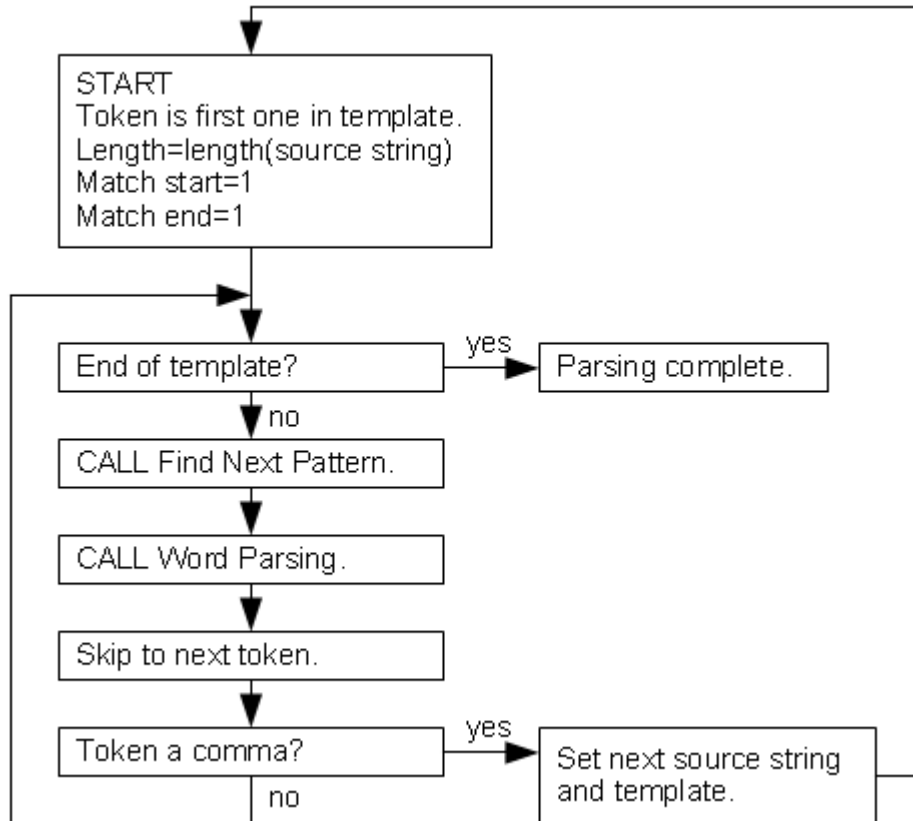 START
Token is first one in template.
Length=length(source string)
Match start=1
Match end=1
End of template?
yes
Parsing complete.
no
CALL Find Next Pattern.
CALL Word Parsing.
Skip to next token.
Token a comma?
yes
Set next source string
and template.
no